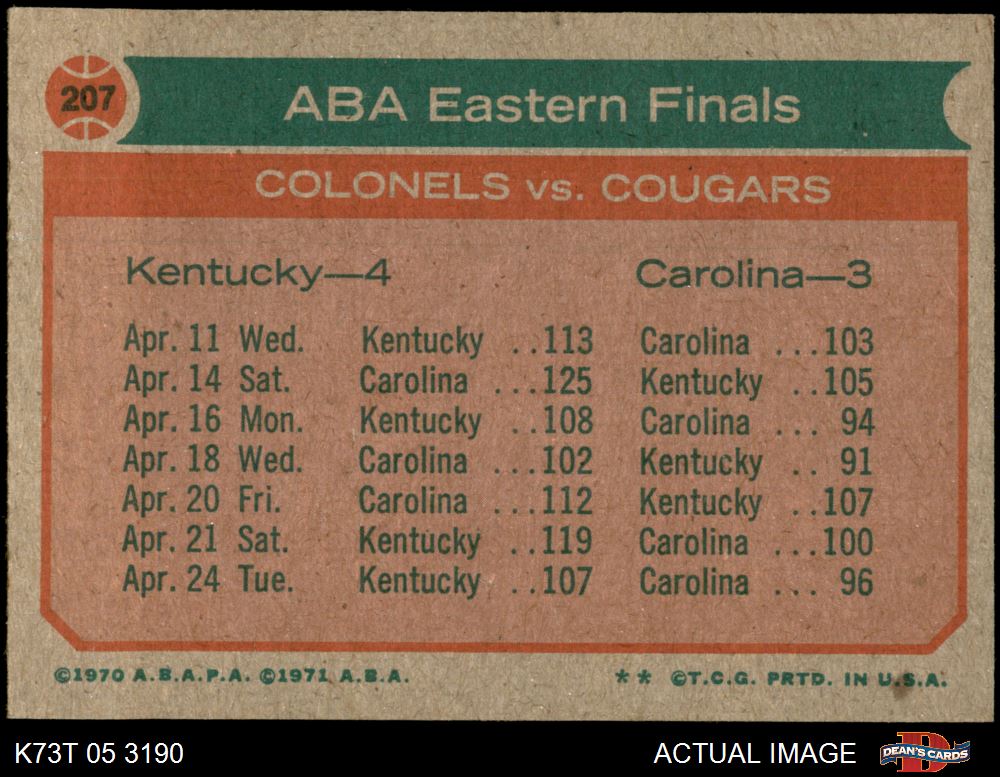 207
ABA Eastern Finals
COLONELS vs. COUGARS
Kentucky—4 Carolina—3
Apr. 11 Wed. Kentucky ..113 Carolina ...103
Apr. 14 Sat. Carolina ...125 Kentucky ..105
Apr. 16 Mon. Kentucky ..108 Carolina ... 94
Apr. 18 Wed. Carolina ...102 Kentucky .. 91
Apr. 20 Fri. Carolina ...112 Kentucky ..107
Apr. 21 Sat. Kentucky ..119 Carolina ...100
Apr. 24 Tue. Kentucky ..107 Carolina ... 96
©1970 A.B.A.P.A. ©1971 A.B.A. ** ©T.C.G. PRTD. IN U.S.A.
K73T 05 3190 ACTUAL IMAGE DEAN'S CARDS